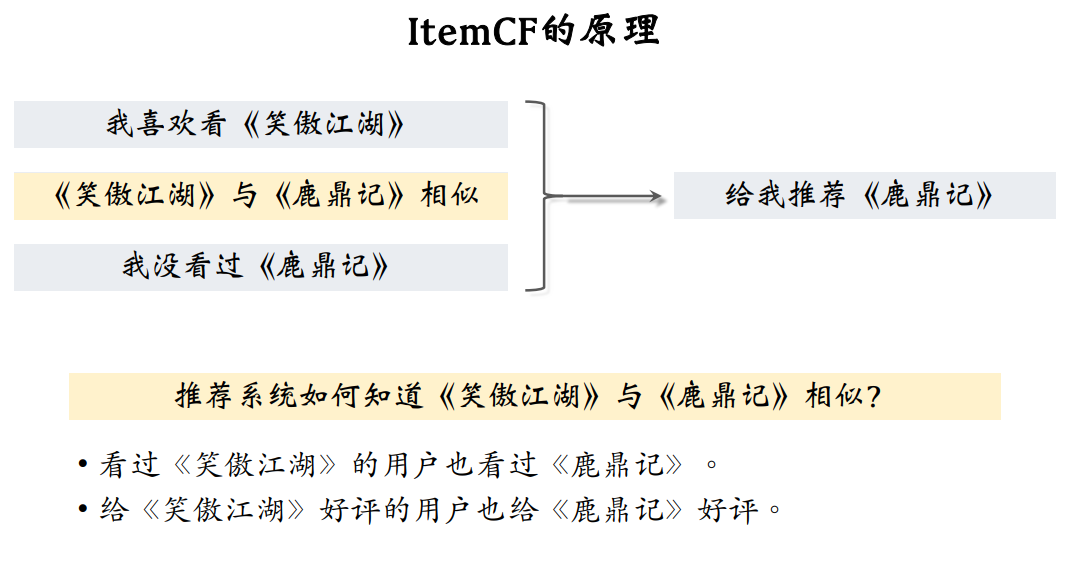 ItemCF的原理
我喜欢看《笑傲江湖》
《笑傲江湖》与《鹿鼎记》相似
我没看过《鹿鼎记》
给我推荐《鹿鼎记》
推荐系统如何知道《笑傲江湖》与《鹿鼎记》相似?
• 看过《笑傲江湖》的用户也看过《鹿鼎记》。
• 给《笑傲江湖》好评的用户也给《鹿鼎记》好评。